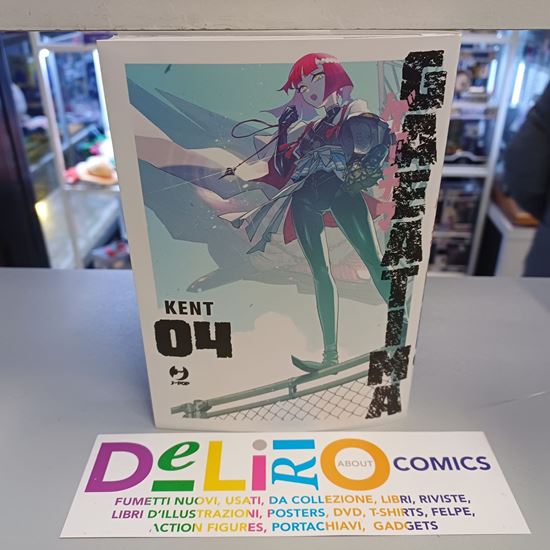 GREATIMA
KENT
04
J-POP
DeLiRiO ABOUT COMICS
FUMETTI NUOVI, USATI, DA COLLEZIONE, LIBRI, RIVISTE,
LIBRI D'ILLUSTRAZIONI, POSTERS, DVD, T-SHIRTS, FELPE,
ACTION FIGURES, PORTACHIAVI, GADGETS